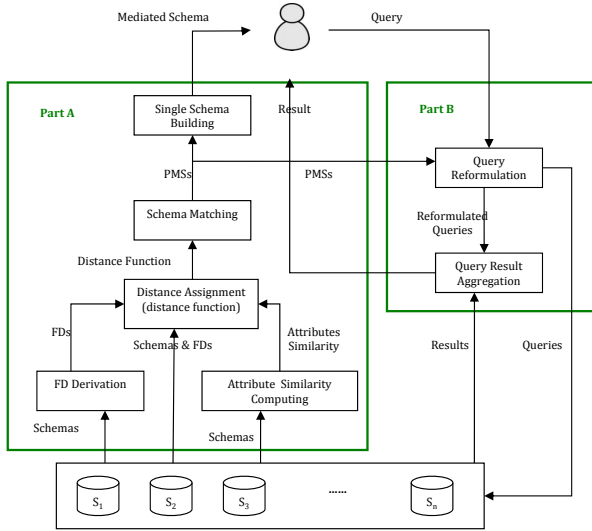 Mediated Schema
Query
Part A
Single Schema
Building
Result
Part B
PMSs
PMSs
Query
Reformulation
Schema Matching
Reformulated
Queries
Distance Function
Query Result
Aggregation
Distance Assignment
(distance function)
FDs
Schemas & FDs
Attributes
Similarity
Results
Queries
FD Derivation
Attribute Similarity
Computing
Schemas
Schemas
S1
S2
S3
......
Sn